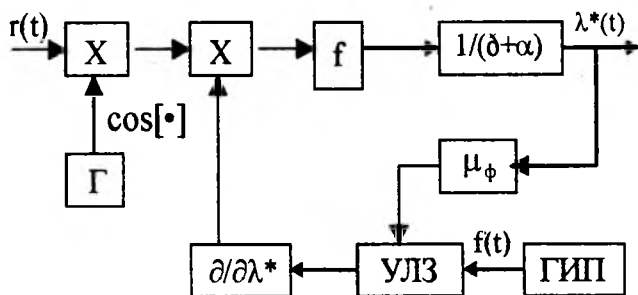 r(t) X X f 1/(ð+α) λ*(t)
cos[•]
Г μф
f(t)
∂/∂λ* УЛЗ ГИП